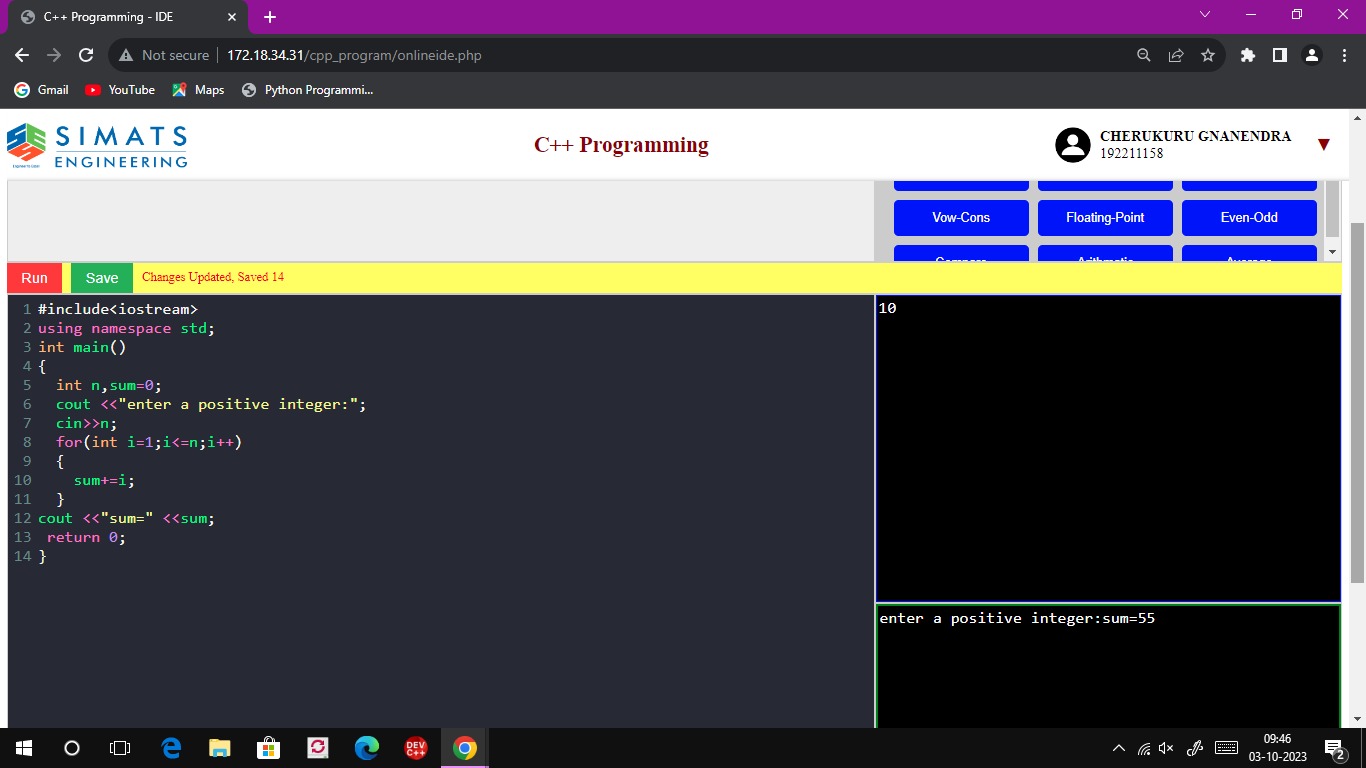 C++ Programming - IDE
Not secure 172.18.34.31/cpp_program/onlineide.php
Gmail YouTube Maps Python Programmi...
SIMATS
ENGINEERING
C++ Programming
CHERUKURU GNANENDRA
192211158
Vow-Cons Floating-Point Even-Odd
Compare Arithmetic Average
Run Save Changes Updated, Saved 14
1 #include<iostream>
2 using namespace std;
3 int main()
4 {
5 int n,sum=0;
6 cout <<"enter a positive integer:";
7 cin>>n;
8 for(int i=1;i<=n;i++)
9 {
10 sum+=i;
11 }
12 cout <<"sum=" <<sum;
13 return 0;
14 }
10
enter a positive integer:sum=55
DEV
C++
09:46
03-10-2023
2